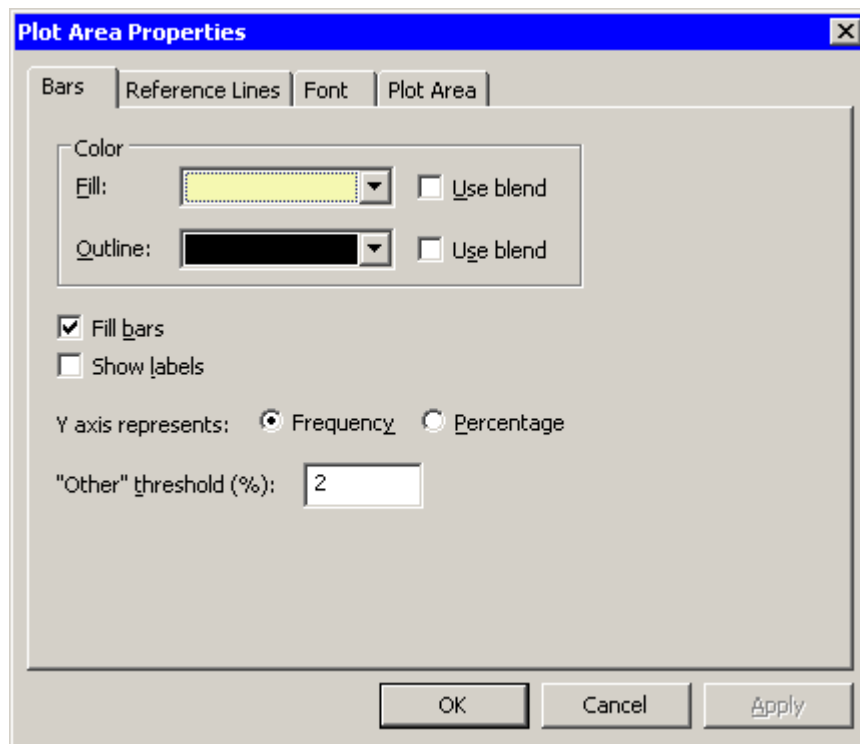 Plot Area Properties
Bars Reference Lines Font Plot Area
Color
Fill: Use blend
Outline: Use blend
Fill bars
Show labels
Y axis represents: Frequency Percentage
"Other" threshold (%): 2
OK Cancel Apply